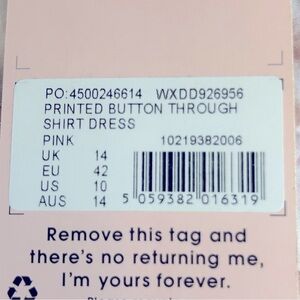 PO:4500246614 WXDD926956
PRINTED BUTTON THROUGH
SHIRT DRESS
PINK 10219382006
UK 14
EU 42
US 10
AUS 14
5 059382 016319
Remove this tag and
there's no returning me,
I'm yours forever.